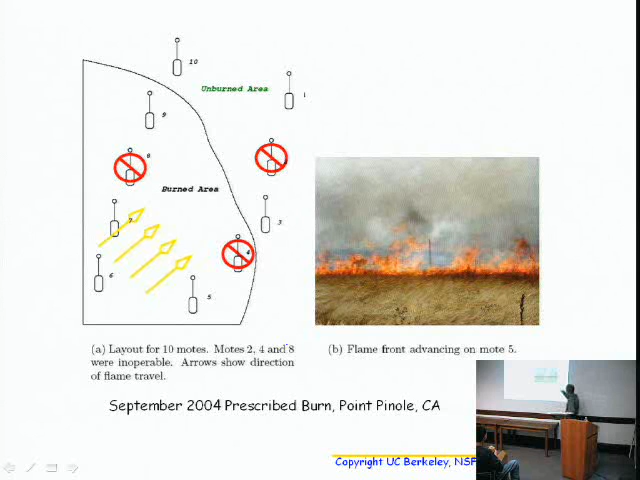 10
Unburned Area
1
9
8
2
Burned Area
7
3
4
6
5
(a) Layout for 10 motes. Motes 2, 4 and 8
were inoperable. Arrows show direction
of flame travel.
(b) Flame front advancing on mote 5.
September 2004 Prescribed Burn, Point Pinole, CA
Copyright UC Berkeley, NSF